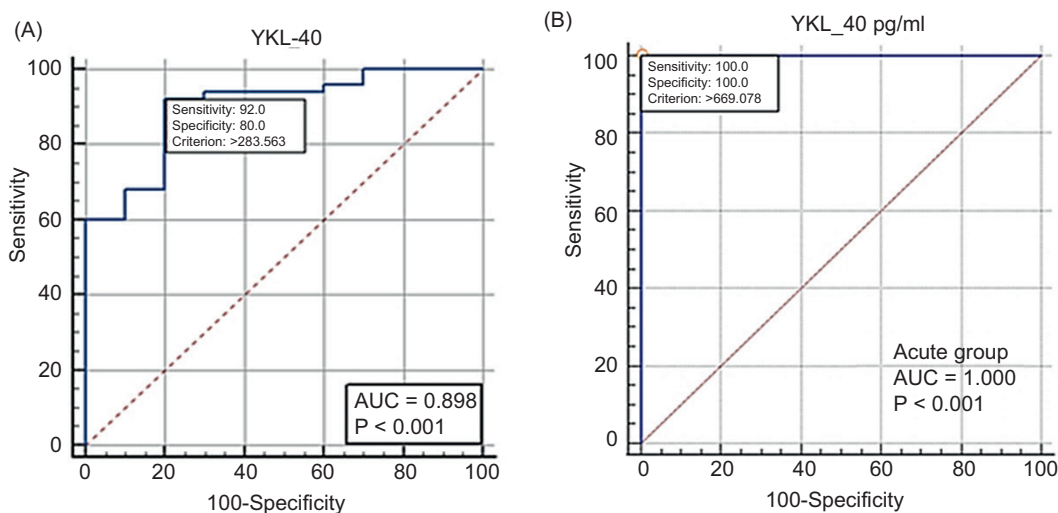 (A)
YKL-40
100
80
60
40
20
0
Sensitivity
Sensitivity: 92.0
Specificity: 80.0
Criterion: >283.563
AUC = 0.898
P < 0.001
0 20 40 60 80 100
100-Specificity
(B)
YKL_40 pg/ml
100
80
60
40
20
0
Sensitivity
Sensitivity: 100.0
Specificity: 100.0
Criterion: >669.078
Acute group
AUC = 1.000
P < 0.001
0 20 40 60 80 100
100-Specificity